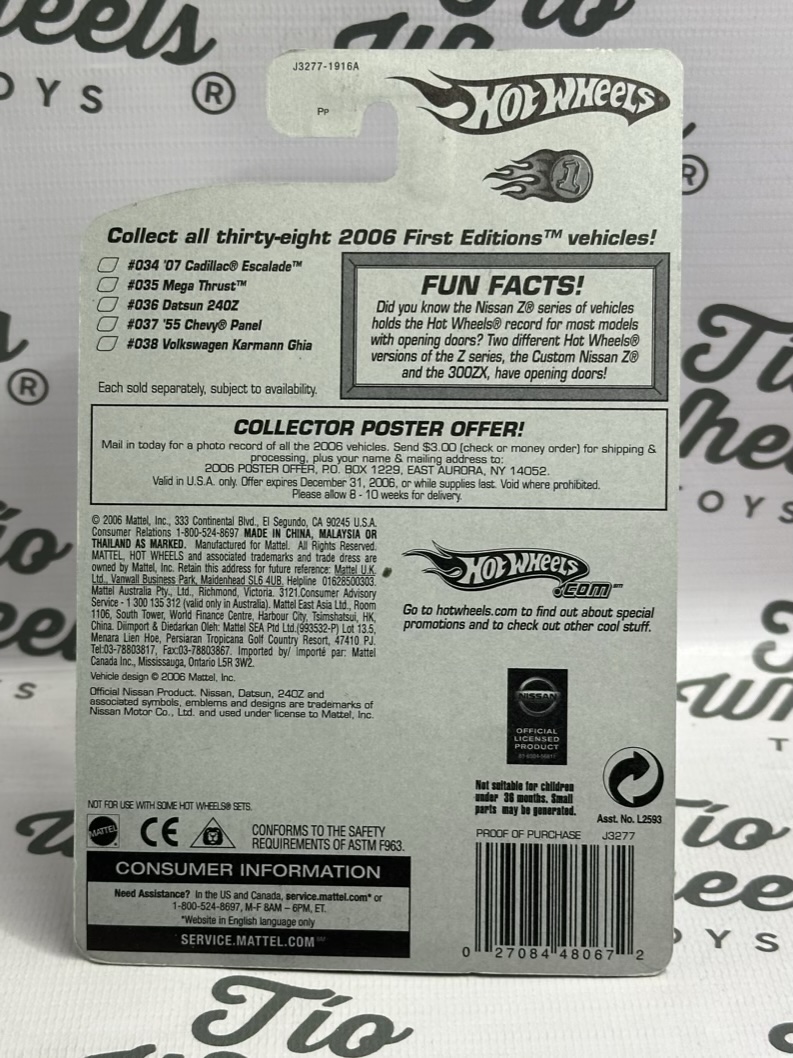 J3277-1916A
Pp
HOT WHEELS
1
Collect all thirty-eight 2006 First Editions™ vehicles!
#034 '07 Cadillac® Escalade™
#035 Mega Thrust™
#036 Datsun 240Z
#037 '55 Chevy® Panel
#038 Volkswagen Karmann Ghia
Each sold separately, subject to availability.
FUN FACTS!
Did you know the Nissan Z® series of vehicles
holds the Hot Wheels® record for most models
with opening doors? Two different Hot Wheels®
versions of the Z series, the Custom Nissan Z®
and the 300ZX, have opening doors!
COLLECTOR POSTER OFFER!
Mail in today for a photo record of all the 2006 vehicles. Send $3.00 (check or money order) for shipping &
processing, plus your name & mailing address to:
2006 POSTER OFFER, P.O. BOX 1229, EAST AURORA, NY 14052.
Valid in U.S.A. only. Offer expires December 31, 2006, or while supplies last. Void where prohibited.
Please allow 8 - 10 weeks for delivery.
© 2006 Mattel, Inc., 333 Continental Blvd., El Segundo, CA 90245 U.S.A.
Consumer Relations 1-800-524-8697 MADE IN CHINA, MALAYSIA OR
THAILAND AS MARKED. Manufactured for Mattel. All Rights Reserved.
MATTEL, HOT WHEELS and associated trademarks and trade dress are
owned by Mattel, Inc. Retain this address for future reference: Mattel U.K.
Ltd., Vanwall Business Park, Maidenhead SL6 4UB. Helpline 01628500303.
Mattel Australia Pty., Ltd., Richmond, Victoria. 3121.Consumer Advisory
Service - 1 300 135 312 (valid only in Australia). Mattel East Asia Ltd., Room
1106, South Tower, World Finance Centre, Harbour City, Tsimshatsui, HK,
China. Diimport & Diedarkan Oleh: Mattel SEA Ptd Ltd.(993532-P) Lot 13.5,
Menara Lien Hoe, Persiaran Tropicana Golf Country Resort, 47410 PJ.
Tel:03-78803817, Fax:03-78803867. Imported by/ Importé par: Mattel
Canada Inc., Mississauga, Ontario L5R 3W2.
Vehicle design © 2006 Mattel, Inc.
Official Nissan Product. Nissan, Datsun, 240Z and
associated symbols, emblems and designs are trademarks of
Nissan Motor Co., Ltd. and used under license to Mattel, Inc.
HOT WHEELS
.COM℠
Go to hotwheels.com to find out about special
promotions and to check out other cool stuff.
NISSAN
OFFICIAL
LICENSED
PRODUCT
Not suitable for children
under 36 months. Small
parts may be generated.
Asst. No. L2593
NOT FOR USE WITH SOME HOT WHEELS® SETS.
MATTEL
CE
CONFORMS TO THE SAFETY
REQUIREMENTS OF ASTM F963.
PROOF OF PURCHASE J3277
CONSUMER INFORMATION
Need Assistance? In the US and Canada, service.mattel.com* or
1-800-524-8697, M-F 8AM – 6PM, ET.
*Website in English language only
SERVICE.MATTEL.COM℠
0 27084 48067 2
Tío
Wheels
TOYS
®